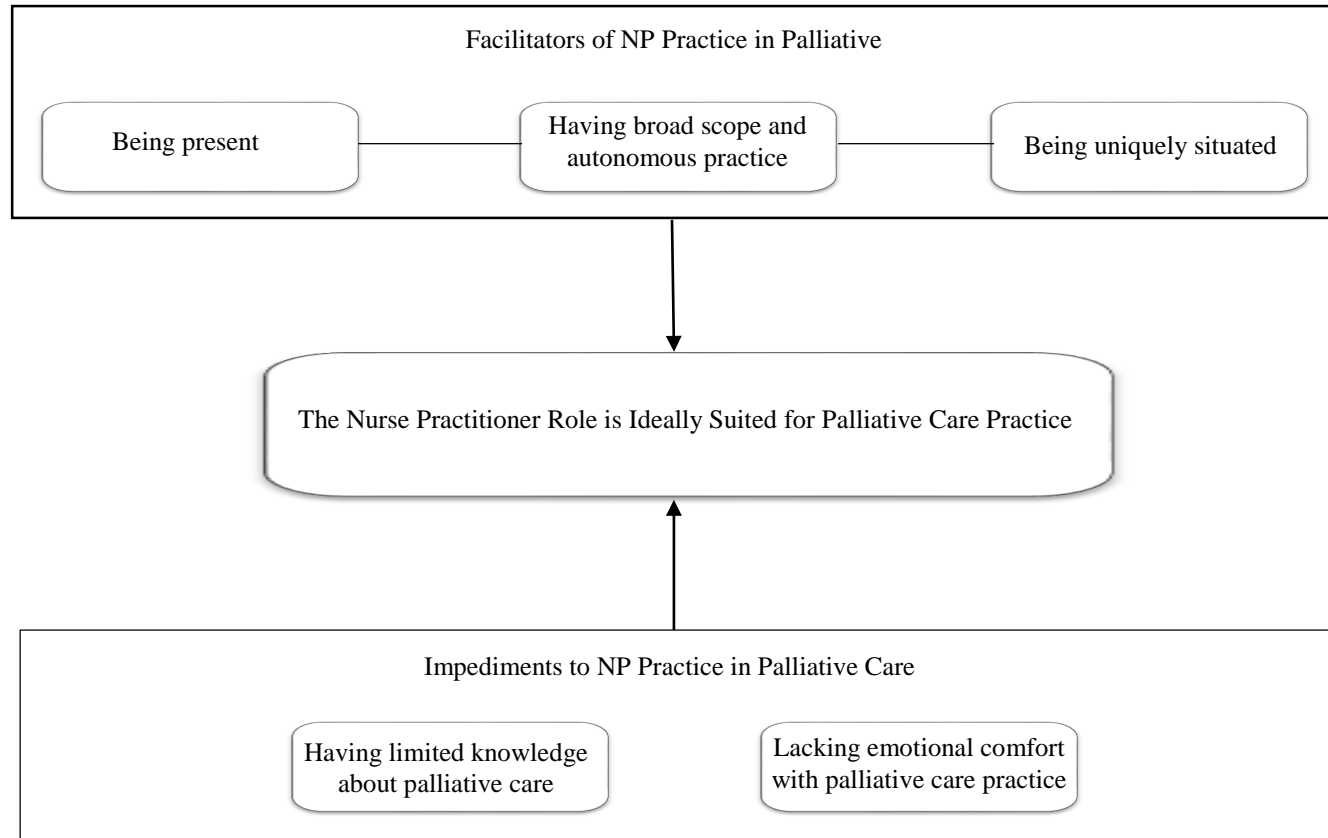 Facilitators of NP Practice in Palliative
Being present
Having broad scope and
autonomous practice
Being uniquely situated
The Nurse Practitioner Role is Ideally Suited for Palliative Care Practice
Impediments to NP Practice in Palliative Care
Having limited knowledge
about palliative care
Lacking emotional comfort
with palliative care practice